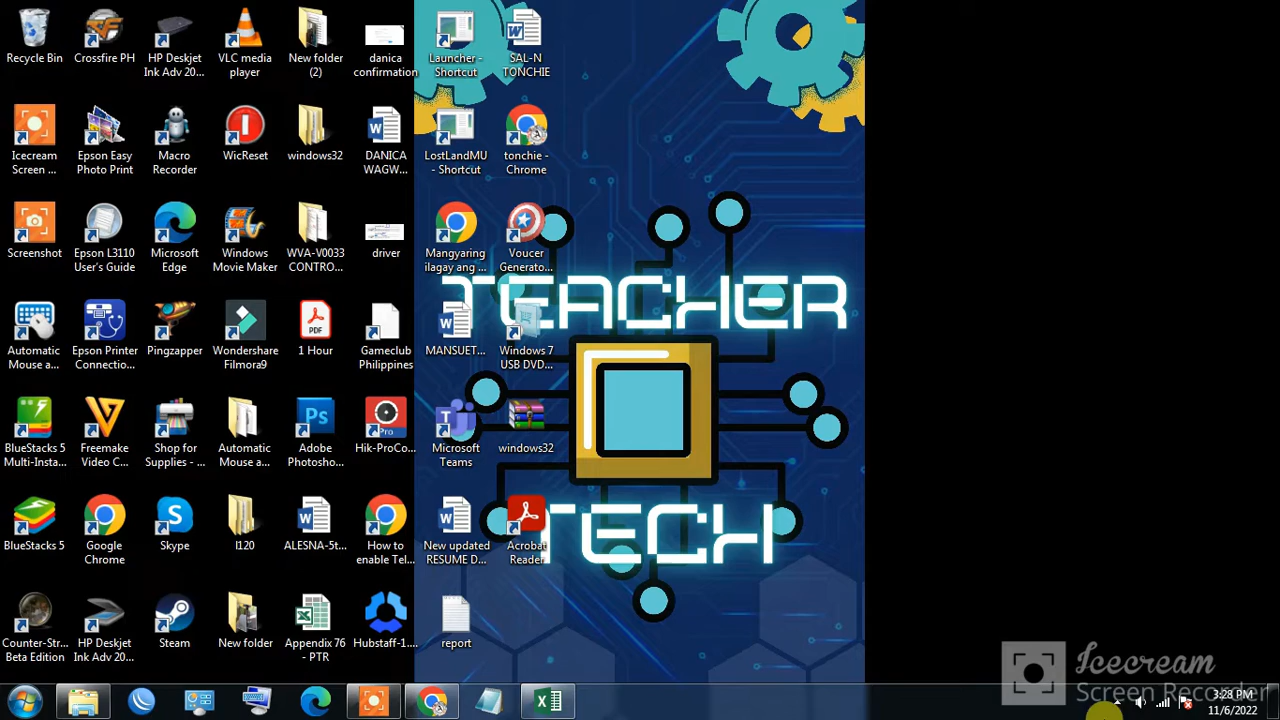 Recycle Bin
Crossfire PH
HP Deskjet
Ink Adv 20...
VLC media
player
New folder
(2)
danica
confirmation
Launcher -
Shortcut
SAL-N
TONCHIE
Icecream
Screen ...
Epson Easy
Photo Print
Macro
Recorder
WicReset
windows32
DANICA
WAGW...
LostLandMU
- Shortcut
tonchie -
Chrome
Screenshot
Epson L3110
User's Guide
Microsoft
Edge
Windows
Movie Maker
WVA-V0033
CONTRO...
driver
Mangyaring
ilagay ang ...
Voucer
Generato...
TEACHER
Automatic
Mouse a...
Epson Printer
Connectio...
Pingzapper
Wondershare
Filmora9
PDF
1 Hour
Gameclub
Philippines
MANSUET...
Windows 7
USB DVD...
BlueStacks 5
Multi-Insta...
Freemake
Video C...
Shop for
Supplies - ...
Automatic
Mouse a...
Ps
Adobe
Photosho...
Pro
Hik-ProCo...
Microsoft
Teams
windows32
BlueStacks 5
Google
Chrome
Skype
l120
ALESNA-5t...
How to
enable Tel...
New updated
RESUME D...
Acrobat
Reader
TECH
Counter-Str...
Beta Edition
HP Deskjet
Ink Adv 20...
Steam
New folder
Appendix 76
- PTR
Hubstaff-1....
report
Icecream
Screen Recorder
3:28 PM
11/6/2022